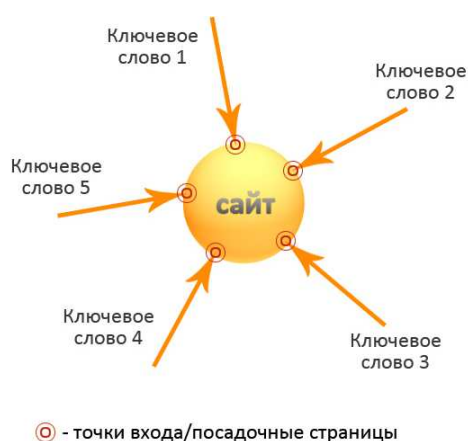 Ключевое
слово 1
Ключевое
слово 2
Ключевое
слово 5
сайт
Ключевое
слово 4
Ключевое
слово 3
- точки входа/посадочные страницы